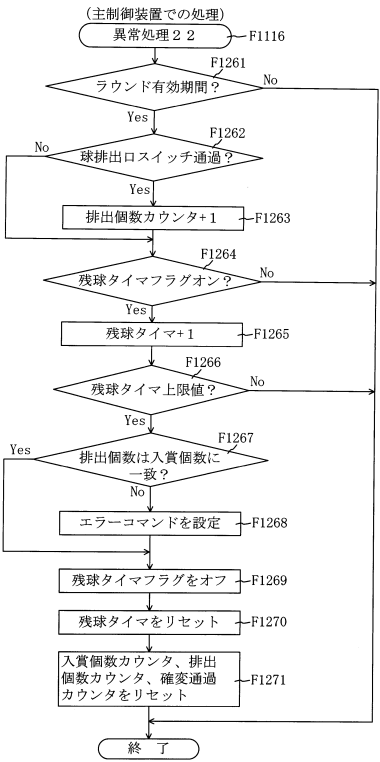 (主制御装置での処理)
異常処理22
F1116
F1261
ラウンド有効期間?
No
Yes
F1262
No
球排出口スイッチ通過?
Yes
排出個数カウンタ+1
F1263
F1264
残球タイマフラグオン?
No
Yes
残球タイマ+1
F1265
F1266
残球タイマ上限値?
No
Yes
F1267
Yes
排出個数は入賞個数に
一致?
No
エラーコマンドを設定
F1268
残球タイマフラグをオフ
F1269
残球タイマをリセット
F1270
入賞個数カウンタ、排出
個数カウンタ、確変通過
カウンタをリセット
F1271
終 了